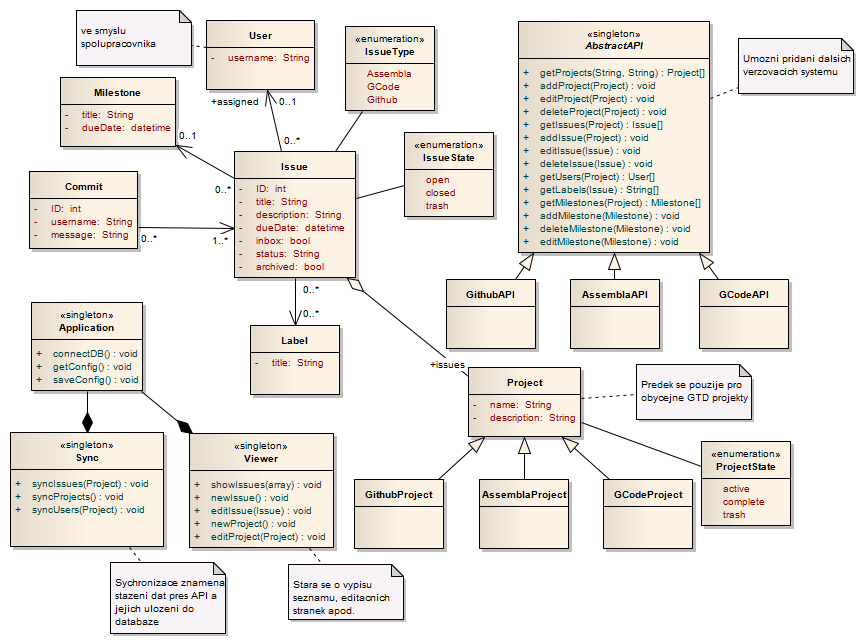 ve smyslu
spolupracovnika
User
- username: String
«enumeration»
IssueType
Assembla
GCode
Github
«singleton»
AbstractAPI
+ getProjects(String, String) : Project[]
+ addProject(Project) : void
+ editProject(Project) : void
+ deleteProject(Project) : void
+ getIssues(Project) : Issue[]
+ addIssue(Project) : void
+ editIssue(Issue) : void
+ deleteIssue(Issue) : void
+ getUsers(Project) : User[]
+ getLabels(Issue) : String[]
+ getMilestones(Project) : Milestone[]
+ addMilestone(Milestone) : void
+ deleteMilestone(Milestone) : void
+ editMilestone(Milestone) : void
Umozni pridani dalsich
verzovacich systemu
Milestone
- title: String
- dueDate: datetime
+assigned
0..1
0..*
0..1
0..*
«enumeration»
IssueState
open
closed
trash
Issue
- ID: int
- title: String
- description: String
- dueDate: datetime
- inbox: bool
- status: String
- archived: bool
Commit
- ID: int
- username: String
- message: String
0..*
1..*
0..*
0..*
Label
- title: String
GithubAPI
AssemblaAPI
GCodeAPI
«singleton»
Application
+ connectDB() : void
+ getConfig() : void
+ saveConfig() : void
+issues
Project
- name: String
- description: String
Predek se pouzije pro
obycejne GTD projekty
«singleton»
Sync
+ syncIssues(Project) : void
+ syncProjects() : void
+ syncUsers(Project) : void
«singleton»
Viewer
+ showIssues(array) : void
+ newIssue() : void
+ editIssue(Issue) : void
+ newProject() : void
+ editProject(Project) : void
GithubProject
AssemblaProject
GCodeProject
«enumeration»
ProjectState
active
complete
trash
Sychronizace znamena
stazeni dat pres API a
jejich ulozeni do
databaze
Stara se o vypisu
seznamu, editacnich
stranek apod.